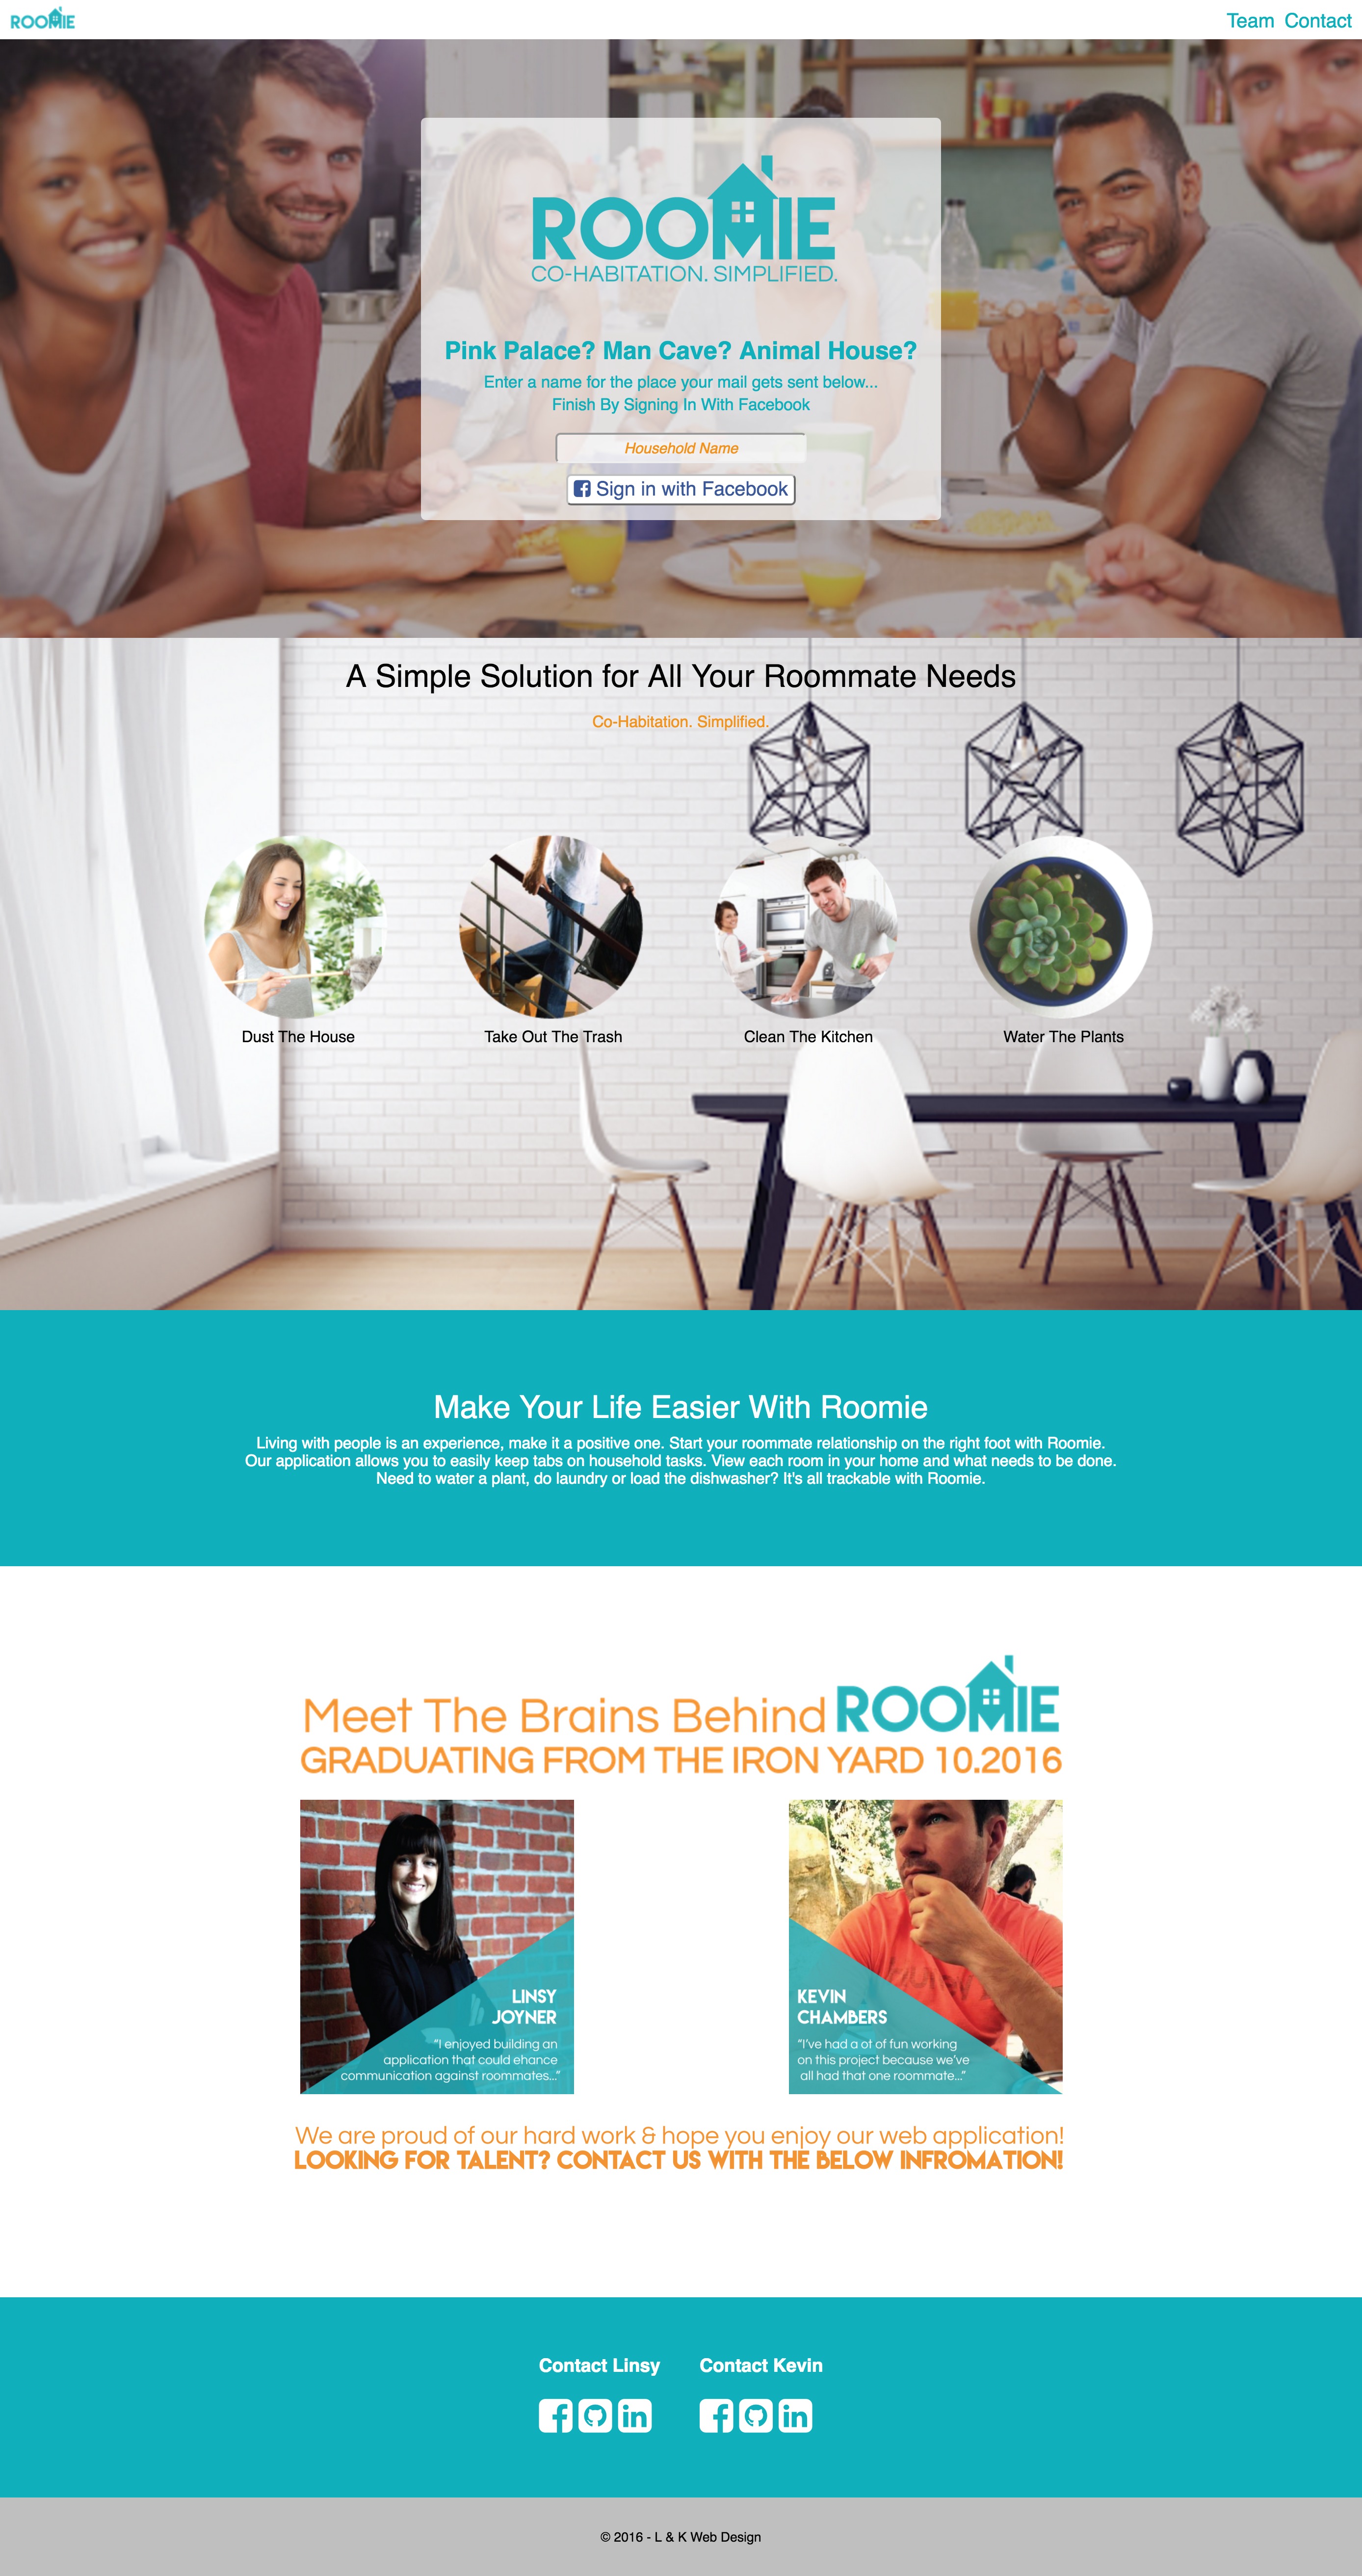 ROOMIE
Team Contact
ROOMIE
CO-HABITATION. SIMPLIFIED.
Pink Palace? Man Cave? Animal House?
Enter a name for the place your mail gets sent below...
Finish By Signing In With Facebook
Household Name
Sign in with Facebook
A Simple Solution for All Your Roommate Needs
Co-Habitation. Simplified.
Dust The House
Take Out The Trash
Clean The Kitchen
Water The Plants
Make Your Life Easier With Roomie
Living with people is an experience, make it a positive one. Start your roommate relationship on the right foot with Roomie.
Our application allows you to easily keep tabs on household tasks. View each room in your home and what needs to be done.
Need to water a plant, do laundry or load the dishwasher? It's all trackable with Roomie.
Meet The Brains Behind ROOMIE
GRADUATING FROM THE IRON YARD 10.2016
LINSY
JOYNER
"I enjoyed building an
application that could ehance
communication against roommates..."
KEVIN
CHAMBERS
"I've had a ot of fun working
on this project because we've
all had that one roommate..."
We are proud of our hard work & hope you enjoy our web application!
LOOKING FOR TALENT? CONTACT US WITH THE BELOW INFROMATION!
Contact Linsy
Contact Kevin
© 2016 - L & K Web Design